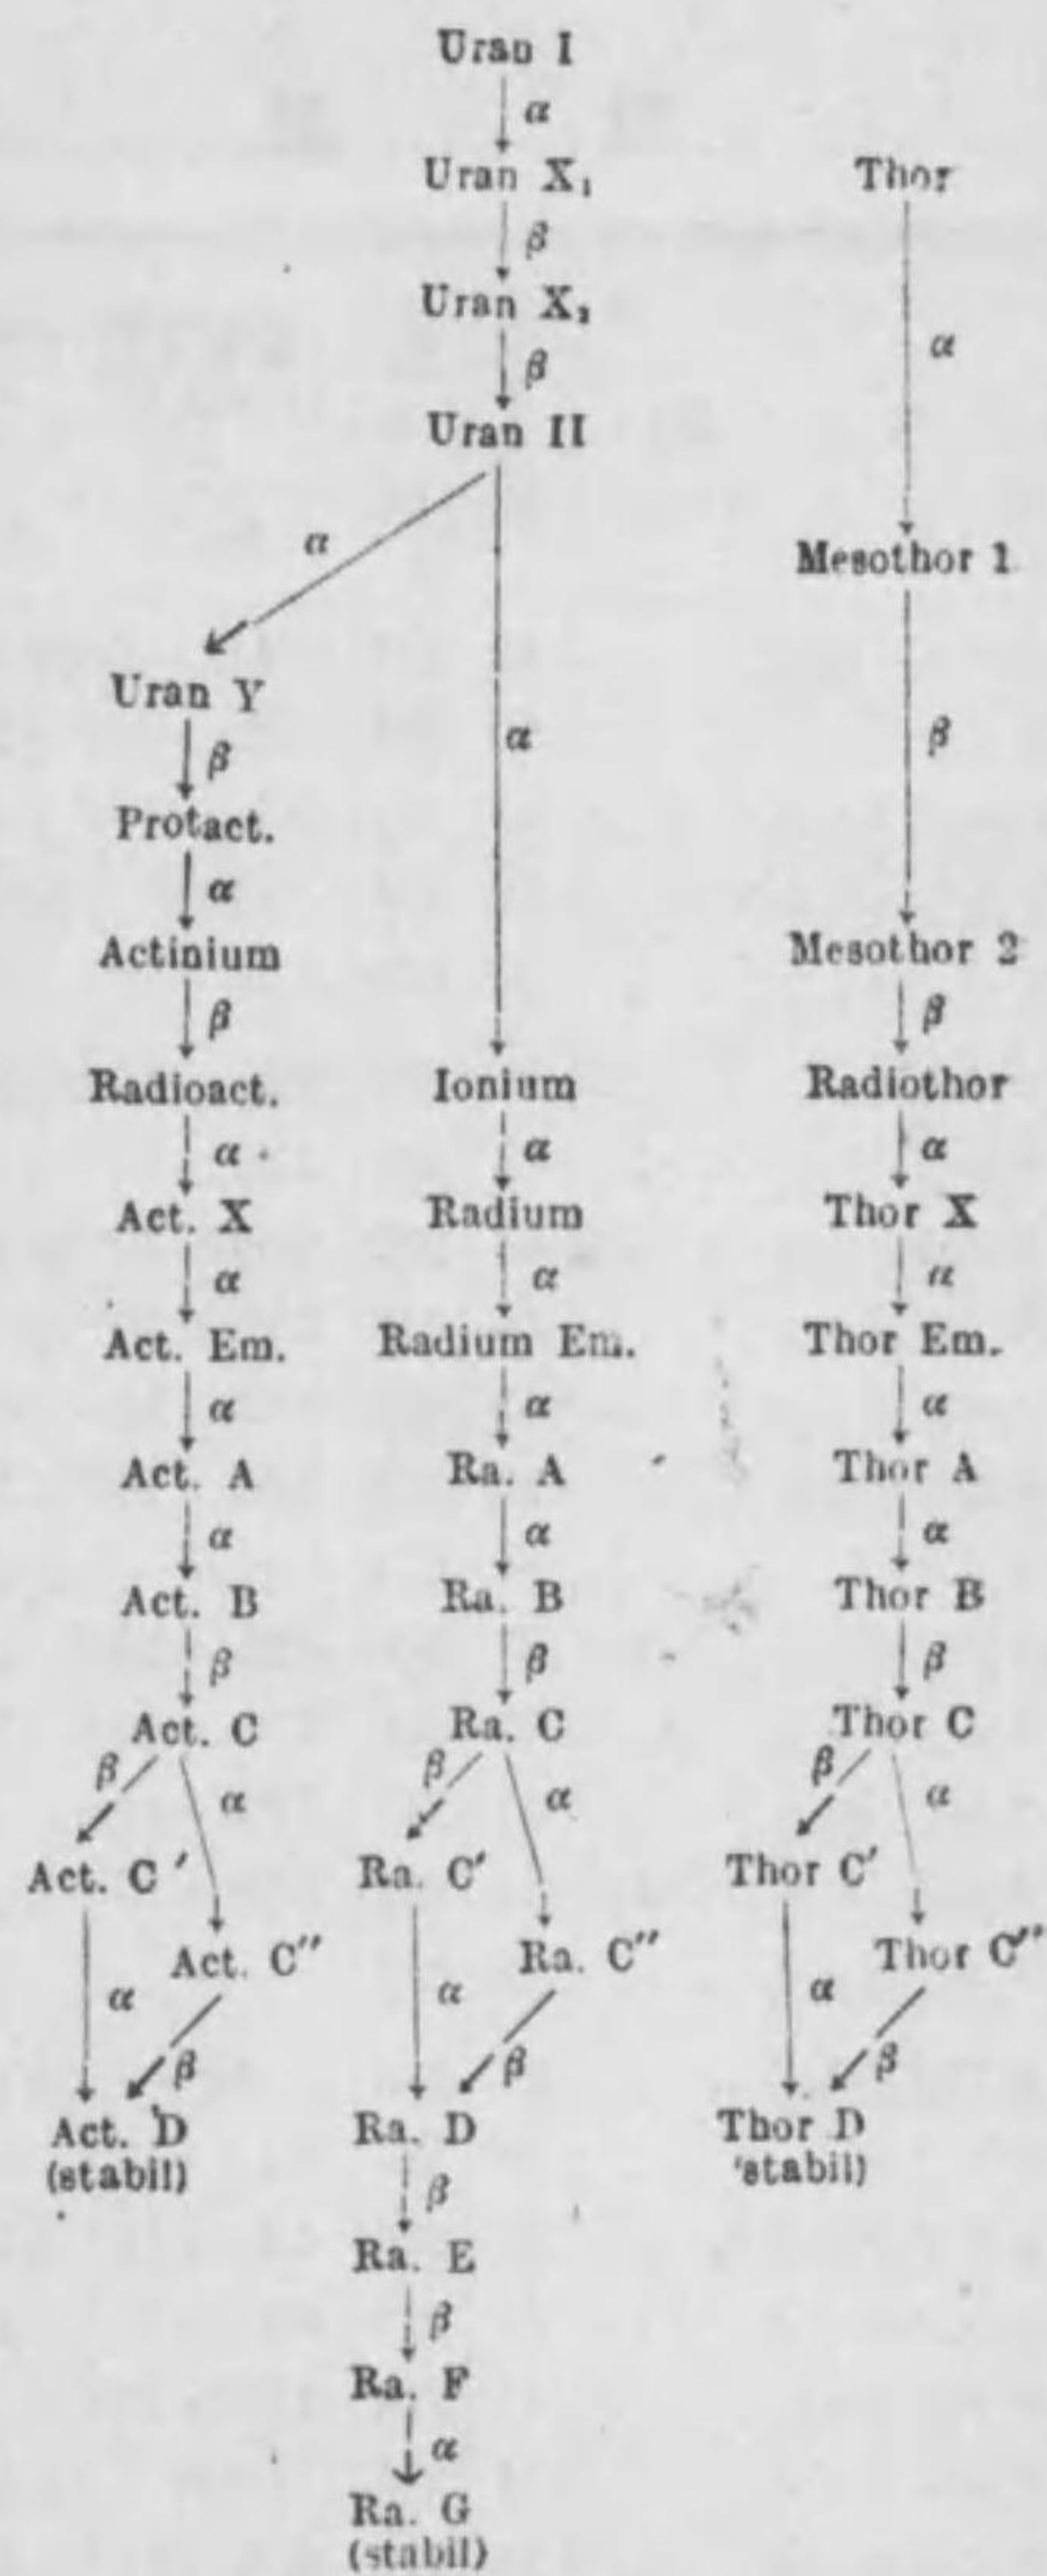 Uran I
α
Uran X₁ Thor
β
Uran X₂
α
β
Uran II
α
Mesothor 1
Uran Y
α
β
β
Protact.
α
Actinium Mesothor 2
β β
Radioact. Ionium Radiothor
α α α
Act. X Radium Thor X
α α α
Act. Em. Radium Em. Thor Em.
α α α
Act. A Ra. A Thor A
α α α
Act. B Ra. B Thor B
β β β
Act. C Ra. C Thor C
β α β α β α
Act. C′ Ra. C′ Thor C′
Act. C″ Ra. C″ Thor C″
α α α
β β β
Act. D Ra. D Thor D
(stabil) stabil)
β
Ra. E
β
Ra. F
α
Ra. G
(stabil)